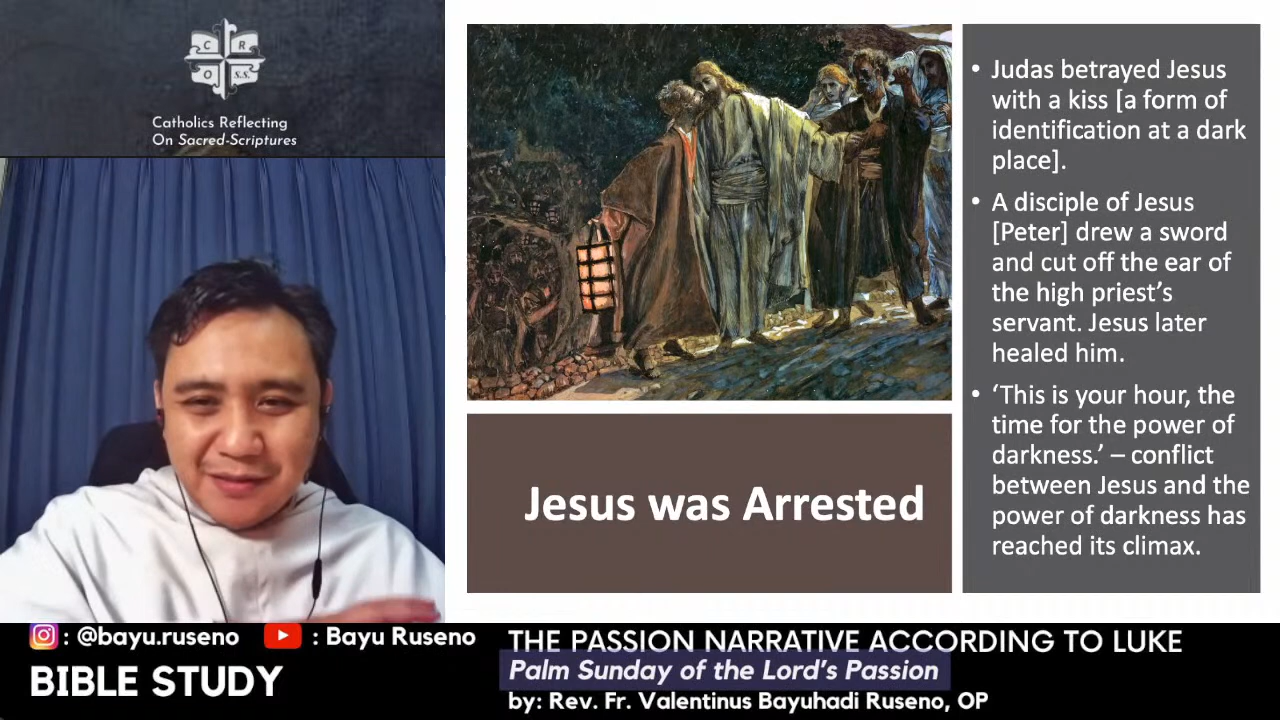 C R
O S.S.
Catholics Reflecting
On Sacred-Scriptures
• Judas betrayed Jesus
with a kiss [a form of
identification at a dark
place].
• A disciple of Jesus
[Peter] drew a sword
and cut off the ear of
the high priest's
servant. Jesus later
healed him.
• ‘This is your hour, the
time for the power of
darkness.’ – conflict
between Jesus and the
power of darkness has
reached its climax.
Jesus was Arrested
: @bayu.ruseno : Bayu Ruseno
BIBLE STUDY
THE PASSION NARRATIVE ACCORDING TO LUKE
Palm Sunday of the Lord's Passion
by: Rev. Fr. Valentinus Bayuhadi Ruseno, OP